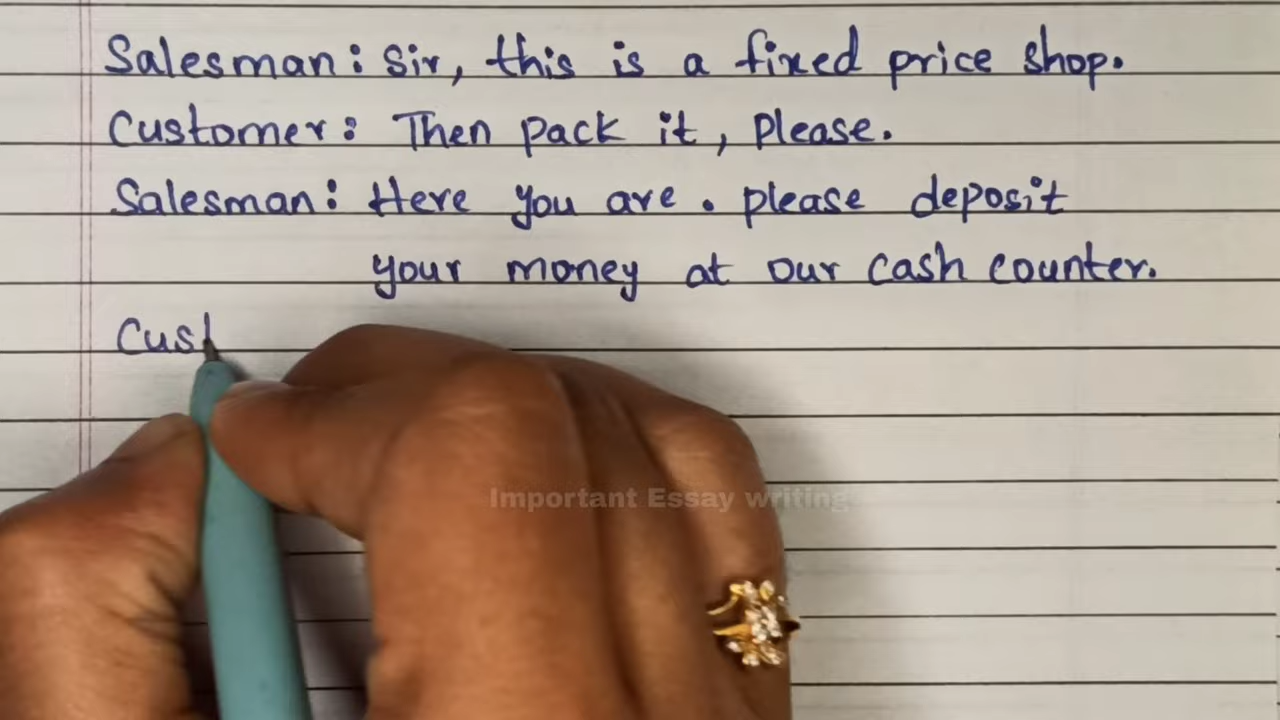 Salesman: Sir, this is a fixed price shop.
Customer: Then pack it, please.
Salesman: Here you are. please deposit
your money at our cash counter.
Cust
Important Essay writing